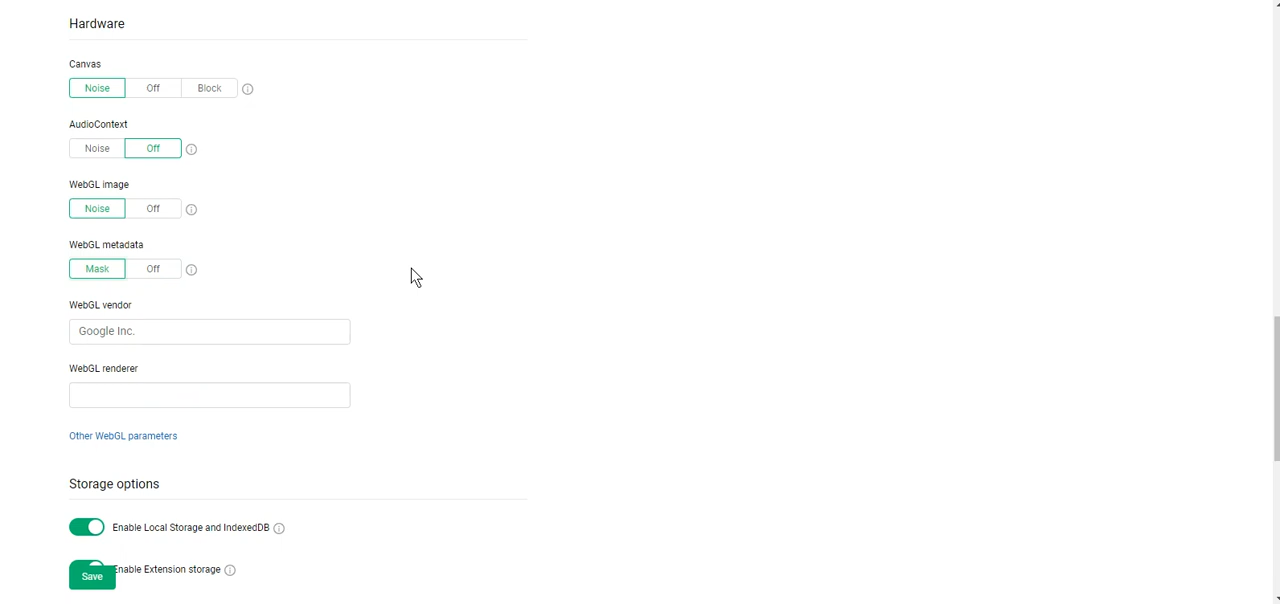 Hardware
Canvas
Noise Off Block
AudioContext
Noise Off
WebGL image
Noise Off
WebGL metadata
Mask Off
WebGL vendor
Google Inc.
WebGL renderer
Other WebGL parameters
Storage options
Enable Local Storage and IndexedDB
Enable Extension storage
Save